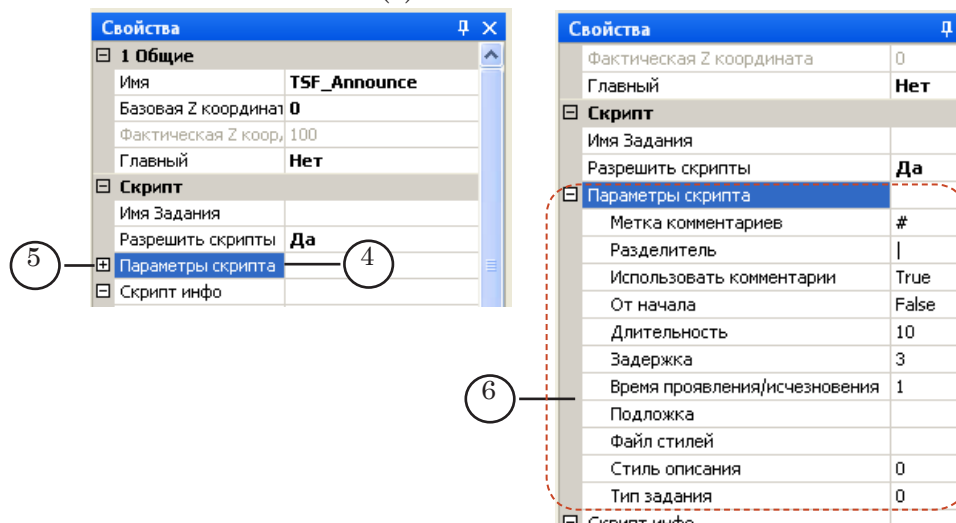 Свойства
1 Общие
Имя TSF_Announce
Базовая Z координат 0
Фактическая Z коор, 100
Главный Нет
Скрипт
Имя Задания
Разрешить скрипты Да
Параметры скрипта
Скрипт инфо
5
4
Свойства
Фактическая Z координата 0
Главный Нет
Скрипт
Имя Задания
Разрешить скрипты Да
Параметры скрипта
Метка комментариев #
Разделитель |
Использовать комментарии True
От начала False
Длительность 10
Задержка 3
Время проявления/исчезновения 1
Подложка
Файл стилей
Стиль описания 0
Тип задания 0
Скрипт инфо
6